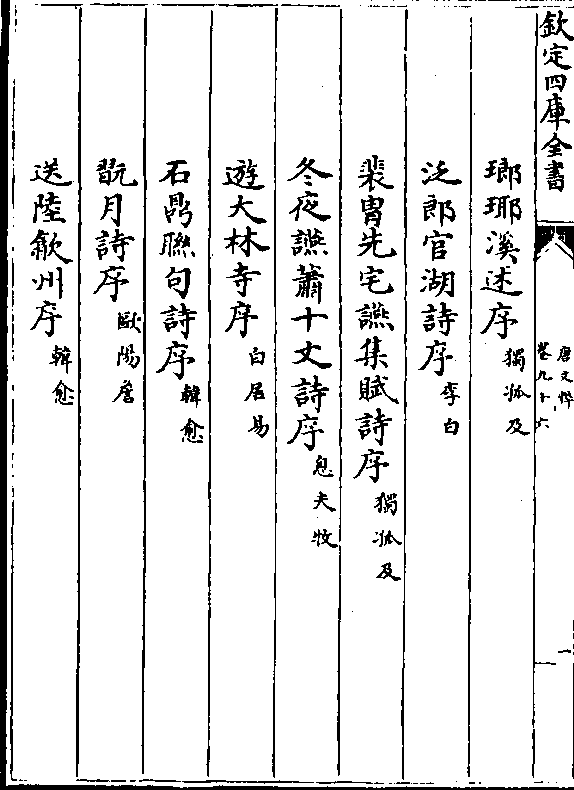 欽定四庫全書
唐文粹
卷九十六
一
瑯琊溪述序 獨孤及
泛郎官湖詩序 李白
裴冑先宅讌集賦詩序 獨孤及
冬夜讌蕭十丈詩序 息夫牧
遊大林寺序 白居易
石鼎聯句詩序 韓愈
翫月詩序 歐陽詹
送陸歙州序 韓愈